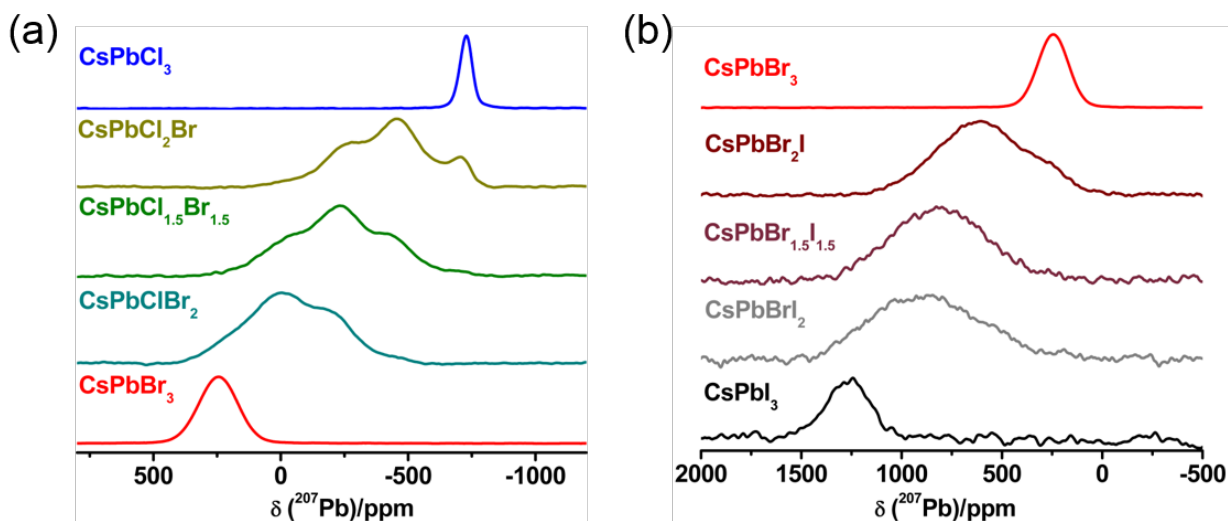 (a)
CsPbCl₃
CsPbCl₂Br
CsPbCl₁.₅Br₁.₅
CsPbClBr₂
CsPbBr₃
500 0 -500 -1000
δ (²⁰⁷Pb)/ppm
(b)
CsPbBr₃
CsPbBr₂I
CsPbBr₁.₅I₁.₅
CsPbBrI₂
CsPbI₃
2000 1500 1000 500 0 -500
δ (²⁰⁷Pb)/ppm